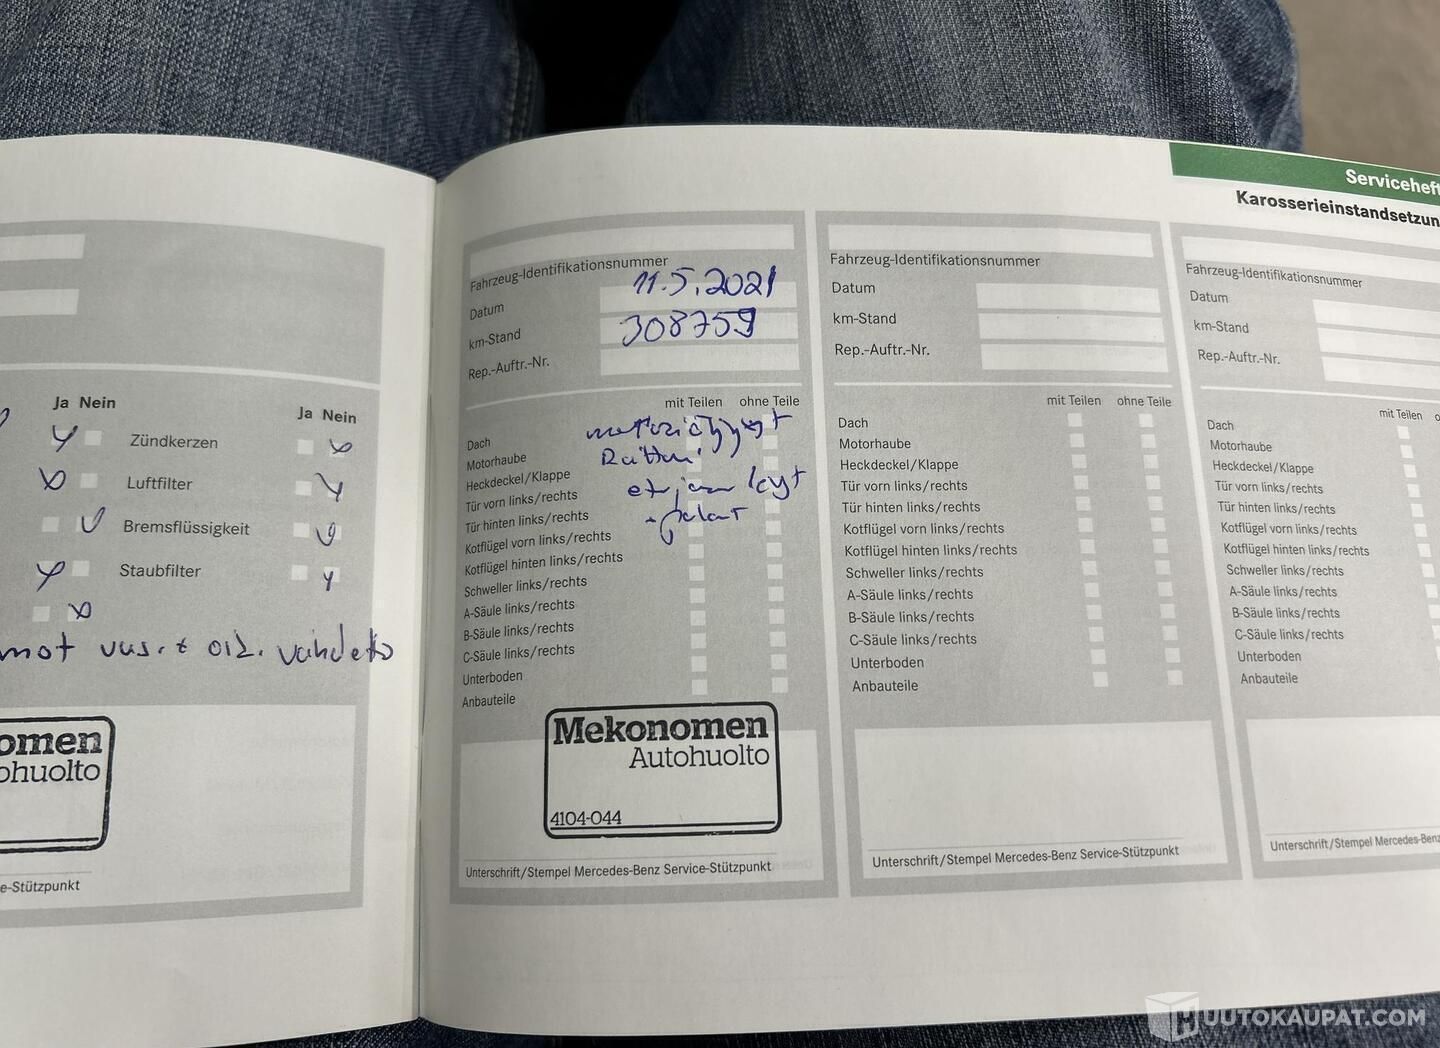 Ja Nein
Ja Nein
Zündkerzen
Luftfilter
Bremsflüssigkeit
Staubfilter
mot vas.t oik. vaihdettu
omen
ohuolto
e-Stützpunkt
Serviceheft
Karosserieinstandsetzun
Fahrzeug-Identifikationsnummer
Datum 11.5.2021
km-Stand 308759
Rep.-Auftr.-Nr.
mit Teilen ohne Teile
Dach
Motorhaube
Heckdeckel/Klappe
Tür vorn links/rechts
Tür hinten links/rechts
Kotflügel vorn links/rechts
Kotflügel hinten links/rechts
Schweller links/rechts
A-Säule links/rechts
B-Säule links/rechts
C-Säule links/rechts
Unterboden
Anbauteile
+ palat
Mekonomen
Autohuolto
4104-044
Unterschrift/Stempel Mercedes-Benz Service-Stützpunkt
Fahrzeug-Identifikationsnummer
Datum
km-Stand
Rep.-Auftr.-Nr.
mit Teilen ohne Teile
Dach
Motorhaube
Heckdeckel/Klappe
Tür vorn links/rechts
Tür hinten links/rechts
Kotflügel vorn links/rechts
Kotflügel hinten links/rechts
Schweller links/rechts
A-Säule links/rechts
B-Säule links/rechts
C-Säule links/rechts
Unterboden
Anbauteile
Unterschrift/Stempel Mercedes-Benz Service-Stützpunkt
Fahrzeug-Identifikationsnummer
Datum
km-Stand
Rep.-Auftr.-Nr.
mit Teilen o
Dach
Motorhaube
Heckdeckel/Klappe
Tür vorn links/rechts
Tür hinten links/rechts
Kotflügel vorn links/rechts
Kotflügel hinten links/rechts
Schweller links/rechts
A-Säule links/rechts
B-Säule links/rechts
C-Säule links/rechts
Unterboden
Anbauteile
Unterschrift/Stempel Mercedes-Benz
HUUTOKAUPAT.COM